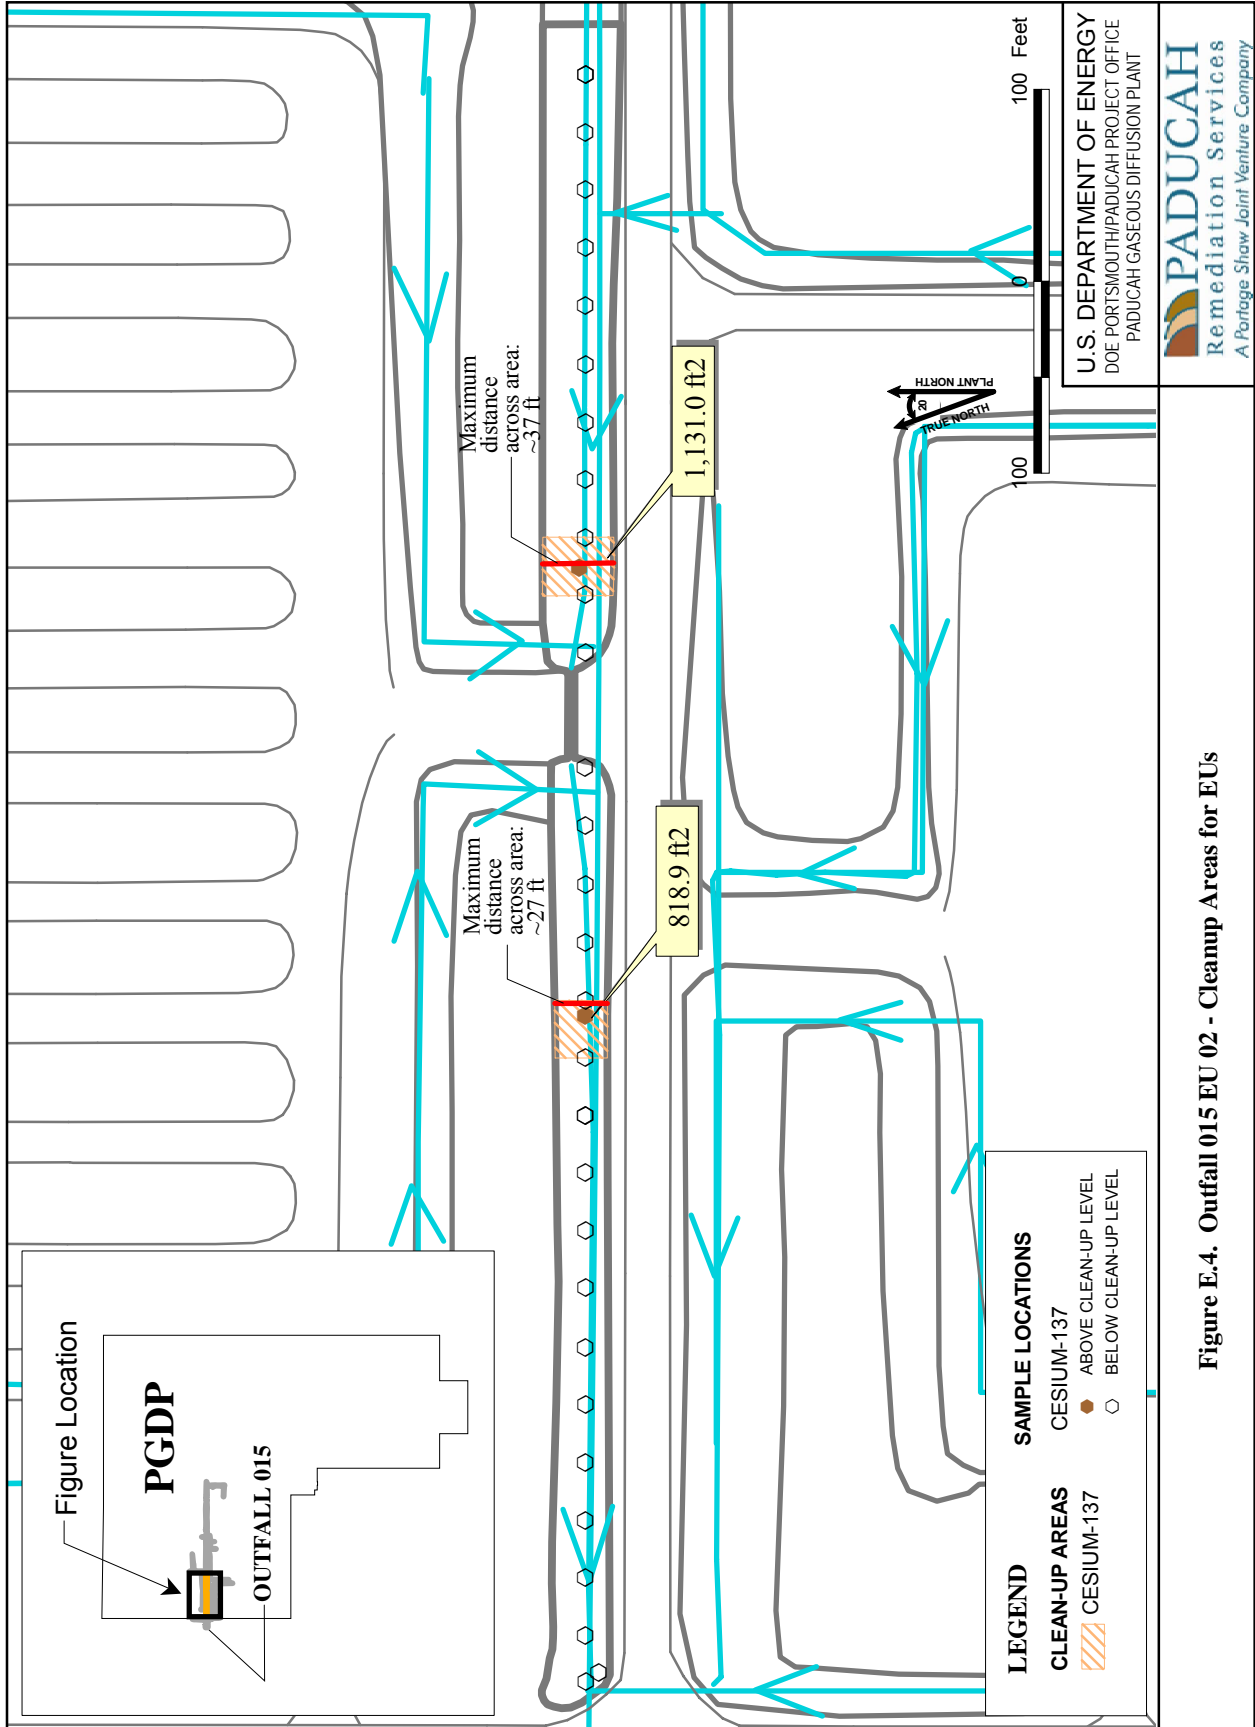 Figure Location
PGDP
OUTFALL 015
Maximum
distance
across area:
~27 ft
Maximum
distance
across area:
~37 ft
818.9 ft2
1,131.0 ft2
LEGEND
CLEAN-UP AREAS
CESIUM-137
SAMPLE LOCATIONS
CESIUM-137
ABOVE CLEAN-UP LEVEL
BELOW CLEAN-UP LEVEL
PLANT NORTH
20
TRUE NORTH
100 0 100 Feet
U.S. DEPARTMENT OF ENERGY
DOE PORTSMOUTH/PADUCAH PROJECT OFFICE
PADUCAH GASEOUS DIFFUSION PLANT
PADUCAH
Remediation Services
A Portage Shaw Joint Venture Company
Figure E.4. Outfall 015 EU 02 - Cleanup Areas for EUs